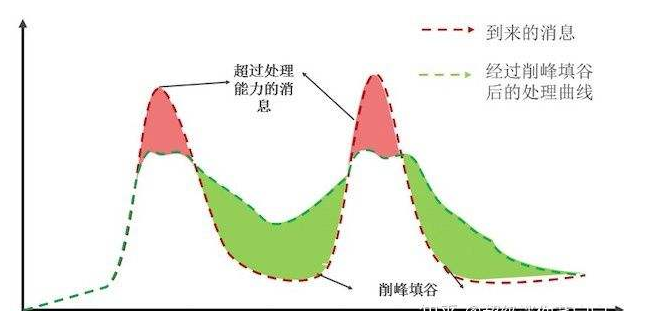 到来的消息
超过处理
能力的消
息
经过削峰填谷
后的处理曲线
削峰填谷